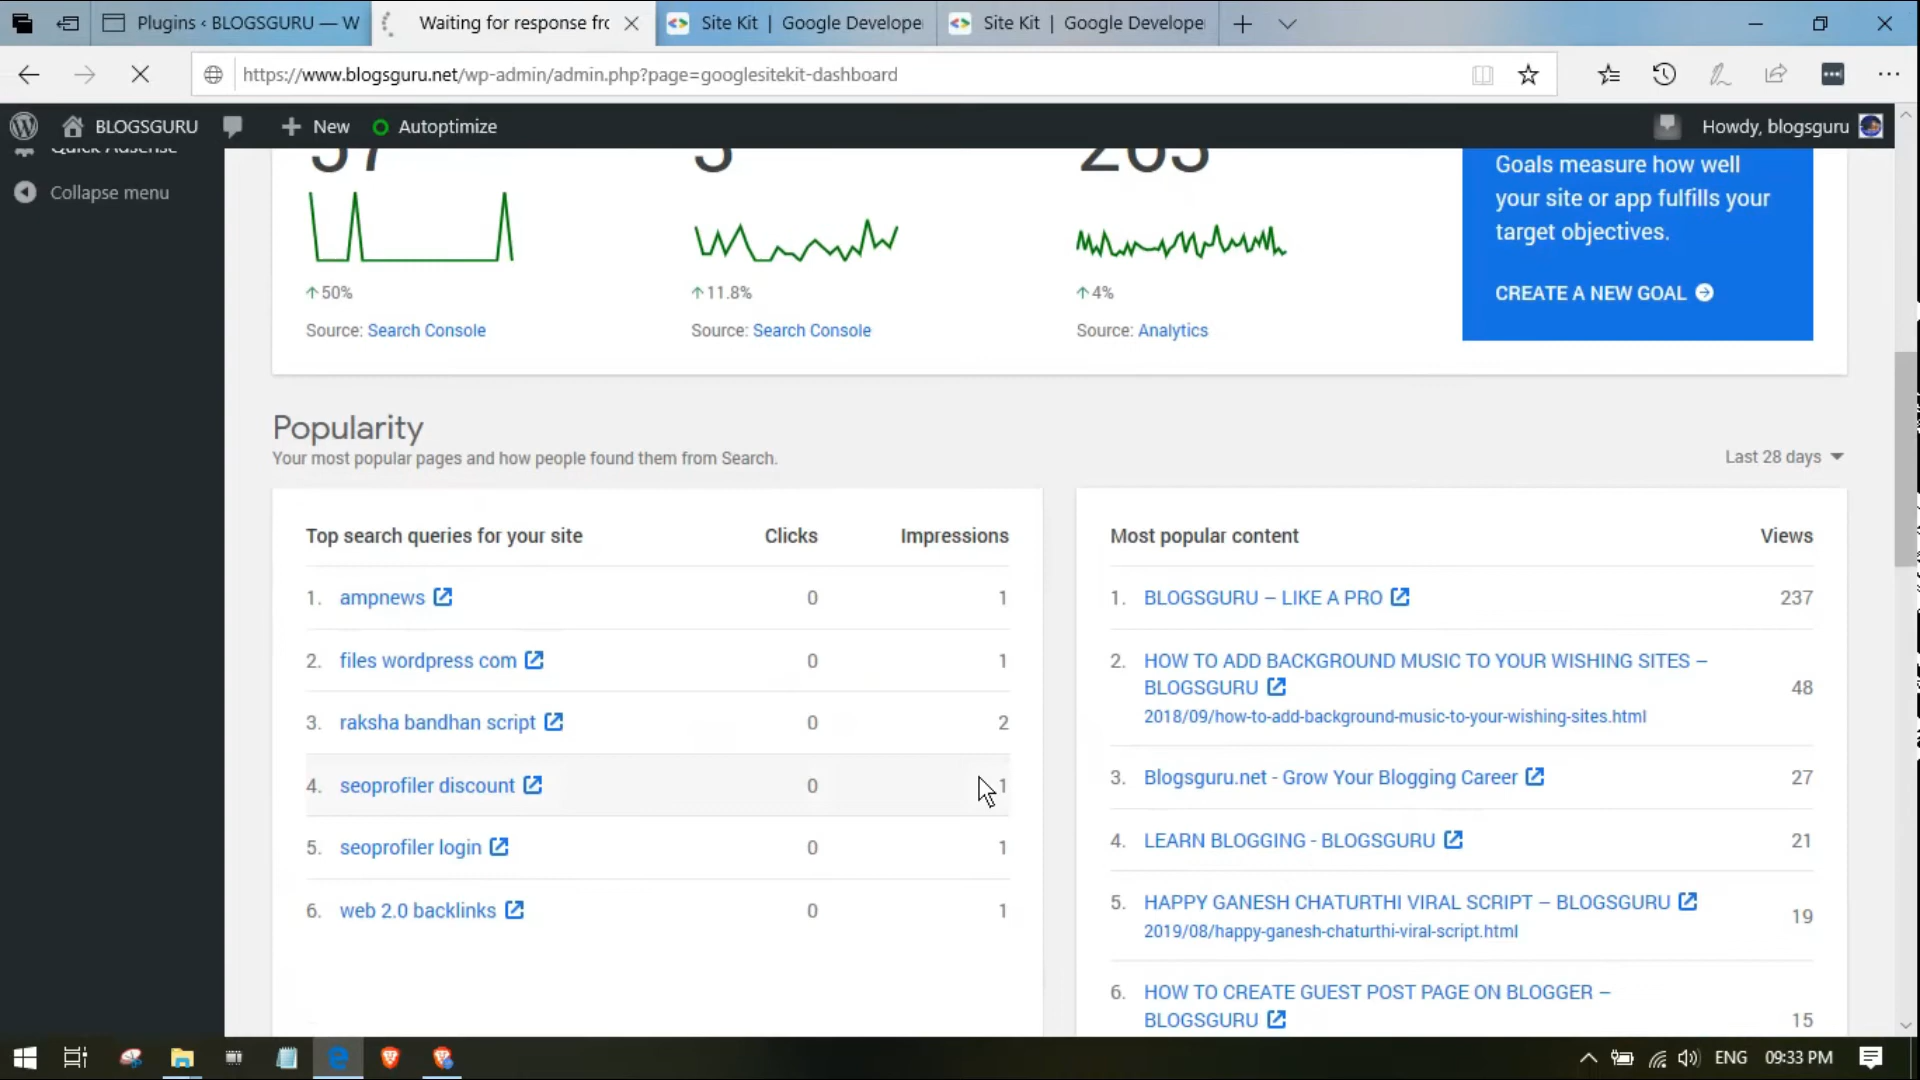 Plugins ‹ BLOGSGURU — W
Waiting for response frc
Site Kit | Google Develope
Site Kit | Google Develope
https://www.blogsguru.net/wp-admin/admin.php?page=googlesitekit-dashboard
BLOGSGURU
New
Autoptimize
Howdy, blogsguru
Quick Adsense
Collapse menu
57
3
265
50%
11.8%
4%
Source: Search Console
Source: Search Console
Source: Analytics
Goals measure how well
your site or app fulfills your
target objectives.
CREATE A NEW GOAL
Popularity
Your most popular pages and how people found them from Search.
Last 28 days
Top search queries for your site Clicks Impressions
1. ampnews 0 1
2. files wordpress com 0 1
3. raksha bandhan script 0 2
4. seoprofiler discount 0 1
5. seoprofiler login 0 1
6. web 2.0 backlinks 0 1
Most popular content Views
1. BLOGSGURU – LIKE A PRO 237
2. HOW TO ADD BACKGROUND MUSIC TO YOUR WISHING SITES –
BLOGSGURU 48
2018/09/how-to-add-background-music-to-your-wishing-sites.html
3. Blogsguru.net - Grow Your Blogging Career 27
4. LEARN BLOGGING - BLOGSGURU 21
5. HAPPY GANESH CHATURTHI VIRAL SCRIPT – BLOGSGURU 19
2019/08/happy-ganesh-chaturthi-viral-script.html
6. HOW TO CREATE GUEST POST PAGE ON BLOGGER –
BLOGSGURU 15
ENG 09:33 PM